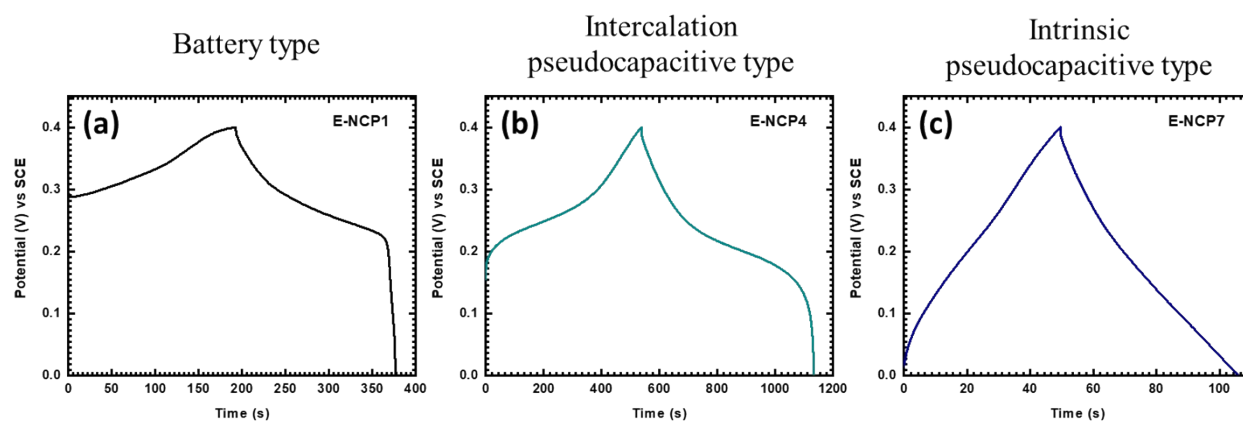 Battery type
Intercalation
pseudocapacitive type
Intrinsic
pseudocapacitive type
(a)
E-NCP1
0.4
0.3
0.2
0.1
0.0
Potential (V) vs SCE
0 50 100 150 200 250 300 350 400
Time (s)
(b)
E-NCP4
0.4
0.3
0.2
0.1
0.0
Potential (V) vs SCE
0 200 400 600 800 1000 1200
Time (s)
(c)
E-NCP7
0.4
0.3
0.2
0.1
0.0
Potential (V) vs SCE
0 20 40 60 80 100
Time (s)